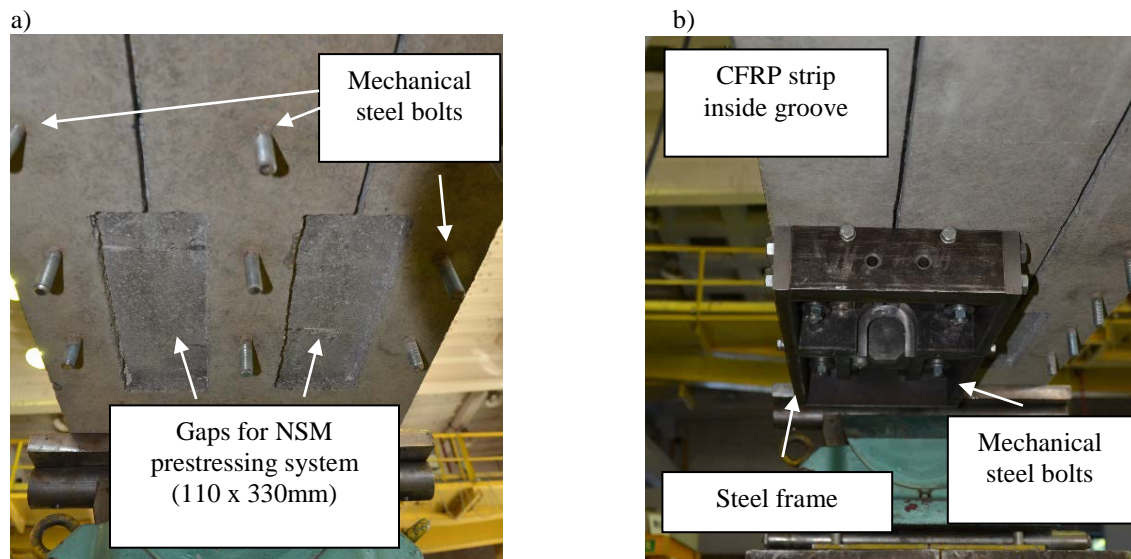 a)
Mechanical
steel bolts
Gaps for NSM
prestressing system
(110 x 330mm)
b)
CFRP strip
inside groove
Steel frame
Mechanical
steel bolts